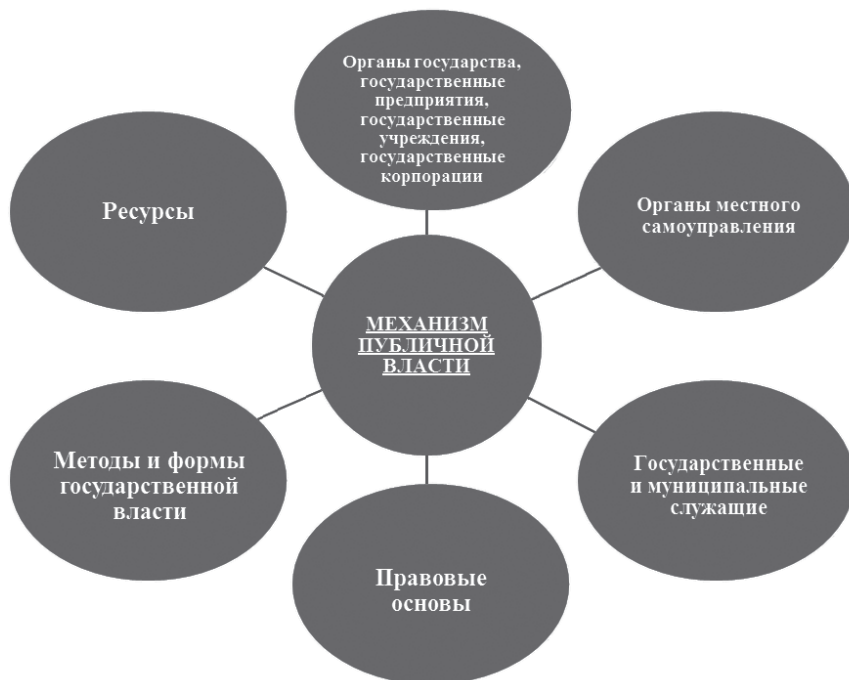 Органы государства,
государственные
предприятия,
государственные
учреждения,
государственные
корпорации
Ресурсы
Органы местного
самоуправления
МЕХАНИЗМ
ПУБЛИЧНОЙ
ВЛАСТИ
Методы и формы
государственной
власти
Государственные
и муниципальные
служащие
Правовые
основы